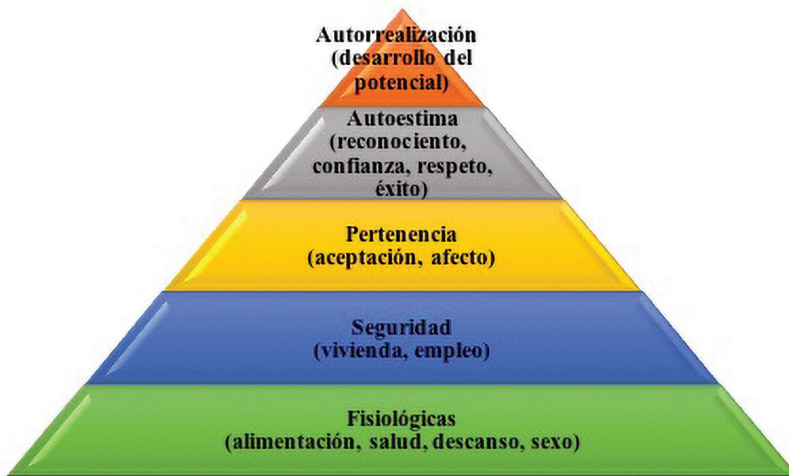 Autorrealización
(desarrollo del
potencial)
Autoestima
(reconociento,
confianza, respeto,
éxito)
Pertenencia
(aceptación, afecto)
Seguridad
(vivienda, empleo)
Fisiológicas
(alimentación, salud, descanso, sexo)